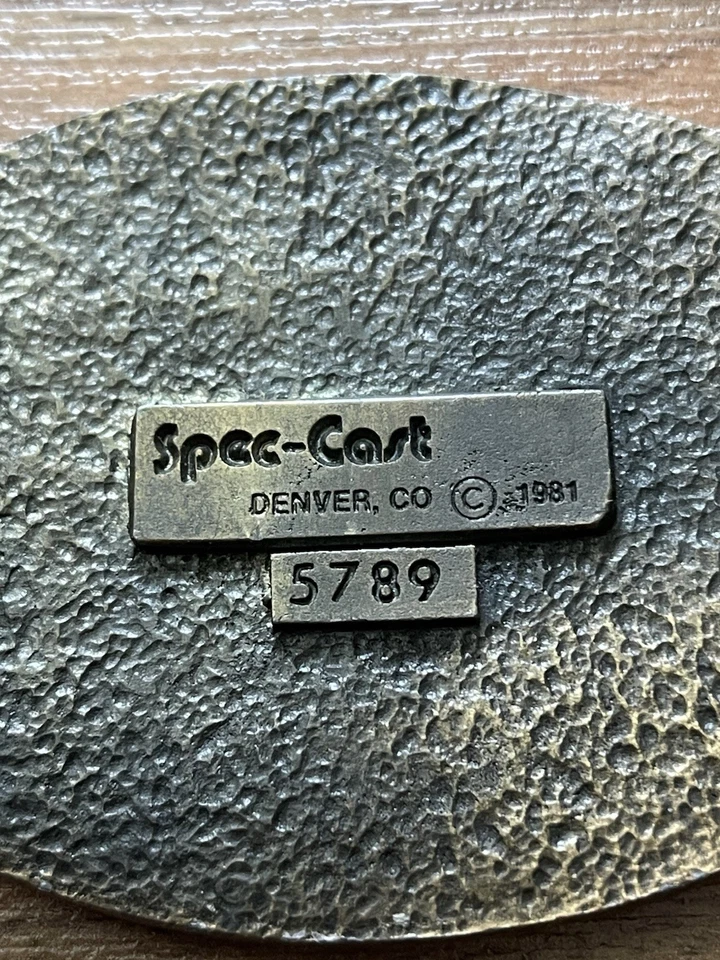 Spec-Cast
DENVER, CO © 1981
5789